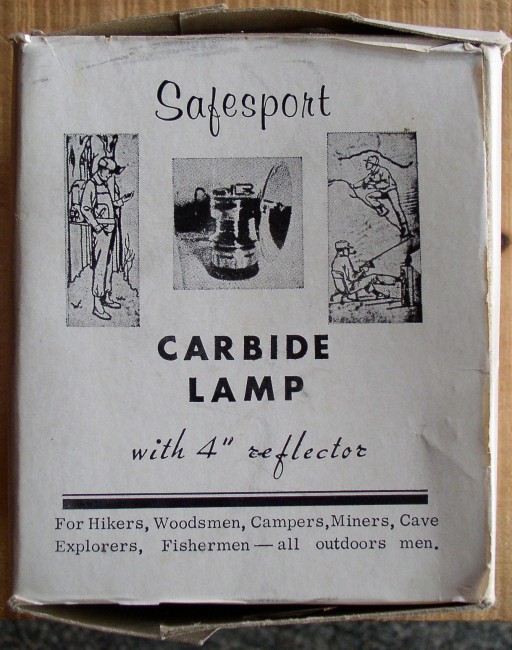 Safesport
CARBIDE
LAMP
with 4" reflector
For Hikers, Woodsmen, Campers, Miners, Cave
Explorers, Fishermen — all outdoors men.